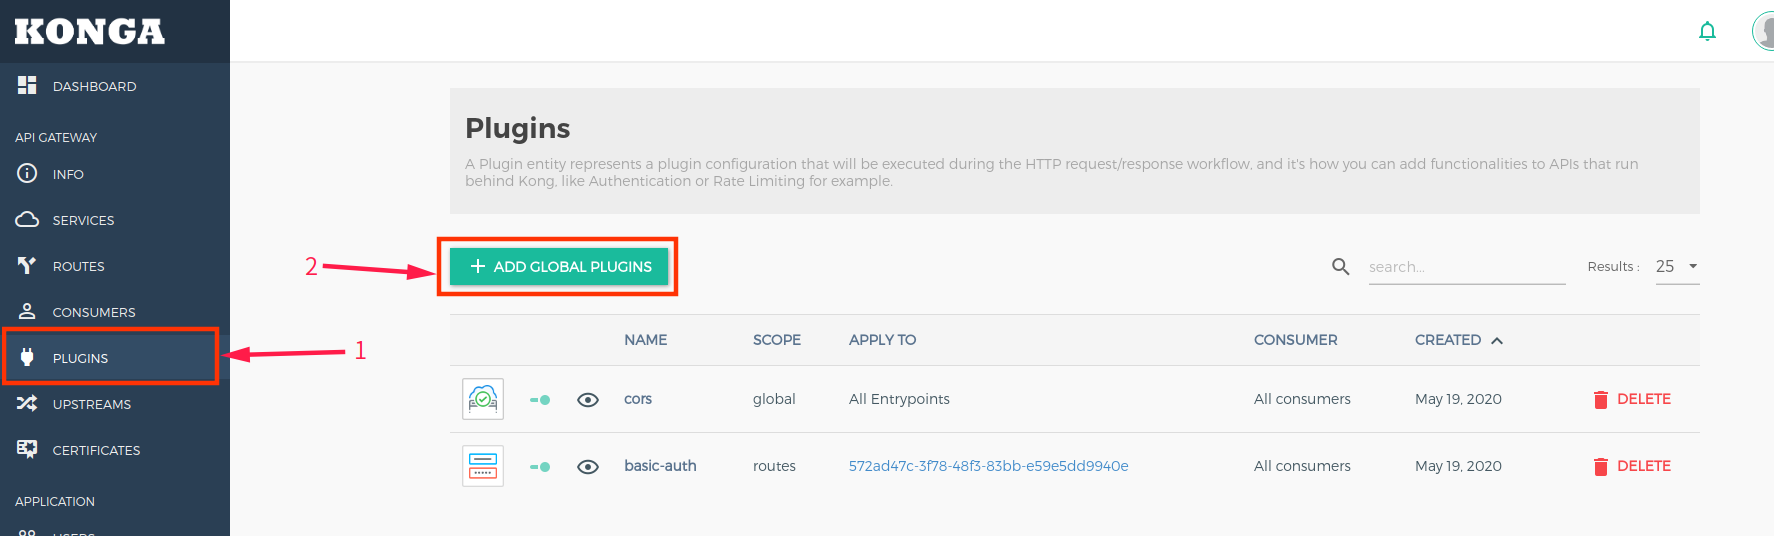 KONGA
DASHBOARD
API GATEWAY
INFO
SERVICES
ROUTES
CONSUMERS
PLUGINS
UPSTREAMS
CERTIFICATES
APPLICATION
USERS
Plugins
A Plugin entity represents a plugin configuration that will be executed during the HTTP request/response workflow, and it's how you can add functionalities to APIs that run
behind Kong, like Authentication or Rate Limiting for example.
2
ADD GLOBAL PLUGINS
search...
Results :
25
1
NAME SCOPE APPLY TO CONSUMER CREATED
cors global All Entrypoints All consumers May 19, 2020 DELETE
basic-auth routes 572ad47c-3f78-48f3-83bb-e59e5dd9940e All consumers May 19, 2020 DELETE